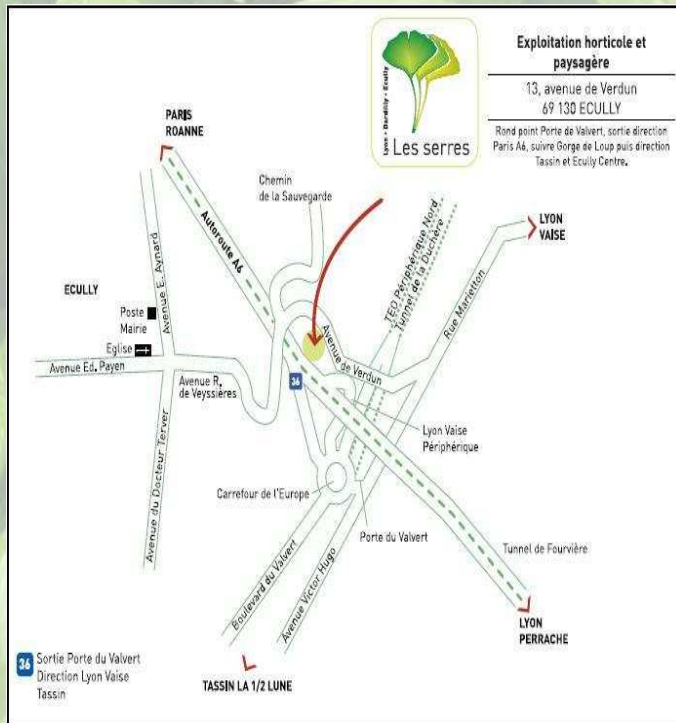 Lyon - Dardilly - Ecully
Les serres
Exploitation horticole et
paysagère
13, avenue de Verdun
69 130 ECULLY
Rond point Porte de Valvert, sortie direction
Paris A6, suivre Gorge de Loup puis direction
Tassin et Ecully Centre.
PARIS
ROANNE
Chemin
de la Sauvegarde
LYON
VAISE
Autoroute A6
TEO Périphérique Nord
Tunnel de la Duchère
Rue Marietton
Avenue E. Aynard
ECULLY
Poste
Mairie
Eglise
Avenue Ed. Payen
Avenue R.
de Veyssières
36
Avenue de Verdun
Lyon Vaise
Périphérique
Avenue du Docteur Terver
Carrefour de l'Europe
Porte du Valvert
Tunnel de Fourvière
Boulevard du Valvert
Avenue Victor Hugo
LYON
PERRACHE
36 Sortie Porte du Valvert
Direction Lyon Vaise
Tassin
TASSIN LA 1/2 LUNE